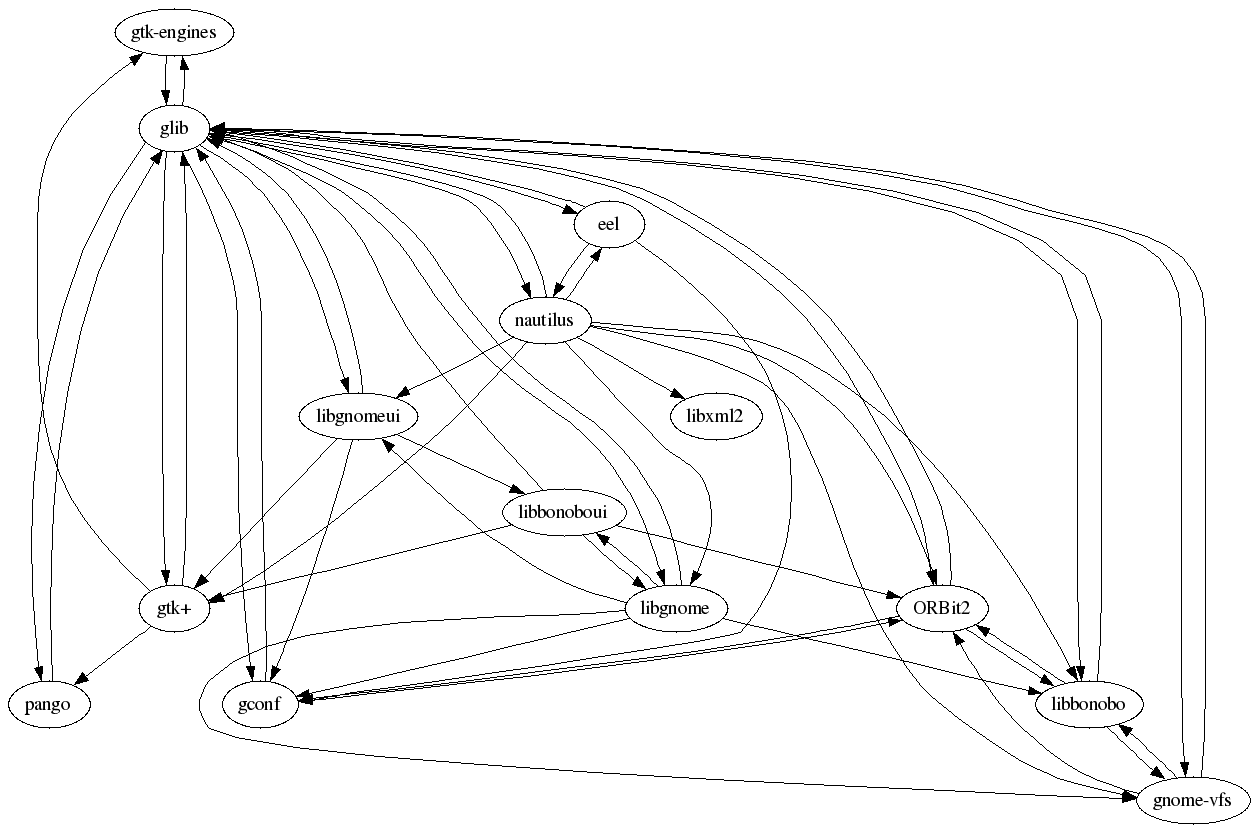 gtk-engines
glib
eel
nautilus
libgnomeui
libxml2
libbonoboui
gtk+
libgnome
ORBit2
pango
gconf
libbonobo
gnome-vfs